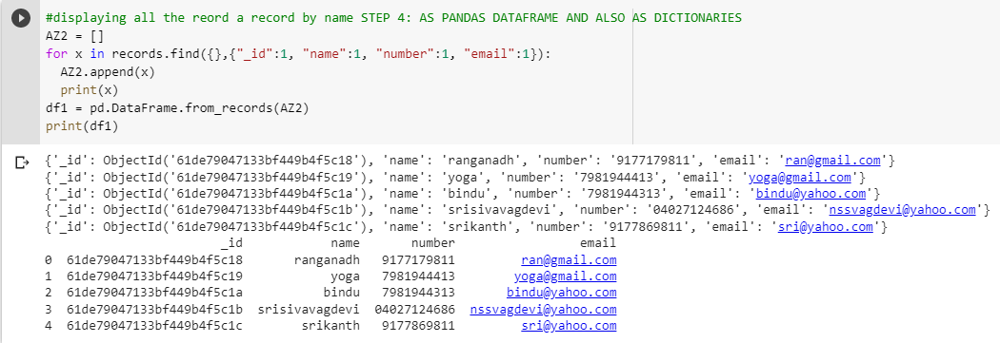 #displaying all the reord a record by name STEP 4: AS PANDAS DATAFRAME AND ALSO AS DICTIONARIES
AZ2 = []
for x in records.find({},{"_id":1, "name":1, "number":1, "email":1}):
  AZ2.append(x)
  print(x)
df1 = pd.DataFrame.from_records(AZ2)
print(df1)
{'_id': ObjectId('61de79047133bf449b4f5c18'), 'name': 'ranganadh', 'number': '9177179811', 'email': 'ran@gmail.com'}
{'_id': ObjectId('61de79047133bf449b4f5c19'), 'name': 'yoga', 'number': '7981944413', 'email': 'yoga@gmail.com'}
{'_id': ObjectId('61de79047133bf449b4f5c1a'), 'name': 'bindu', 'number': '7981944313', 'email': 'bindu@yahoo.com'}
{'_id': ObjectId('61de79047133bf449b4f5c1b'), 'name': 'srisivavagdevi', 'number': '04027124686', 'email': 'nssvagdevi@yahoo.com'}
{'_id': ObjectId('61de79047133bf449b4f5c1c'), 'name': 'srikanth', 'number': '9177869811', 'email': 'sri@yahoo.com'}
                        _id            name       number                 email
0  61de79047133bf449b4f5c18       ranganadh   9177179811         ran@gmail.com
1  61de79047133bf449b4f5c19            yoga   7981944413        yoga@gmail.com
2  61de79047133bf449b4f5c1a           bindu   7981944313       bindu@yahoo.com
3  61de79047133bf449b4f5c1b  srisivavagdevi  04027124686  nssvagdevi@yahoo.com
4  61de79047133bf449b4f5c1c        srikanth   9177869811         sri@yahoo.com